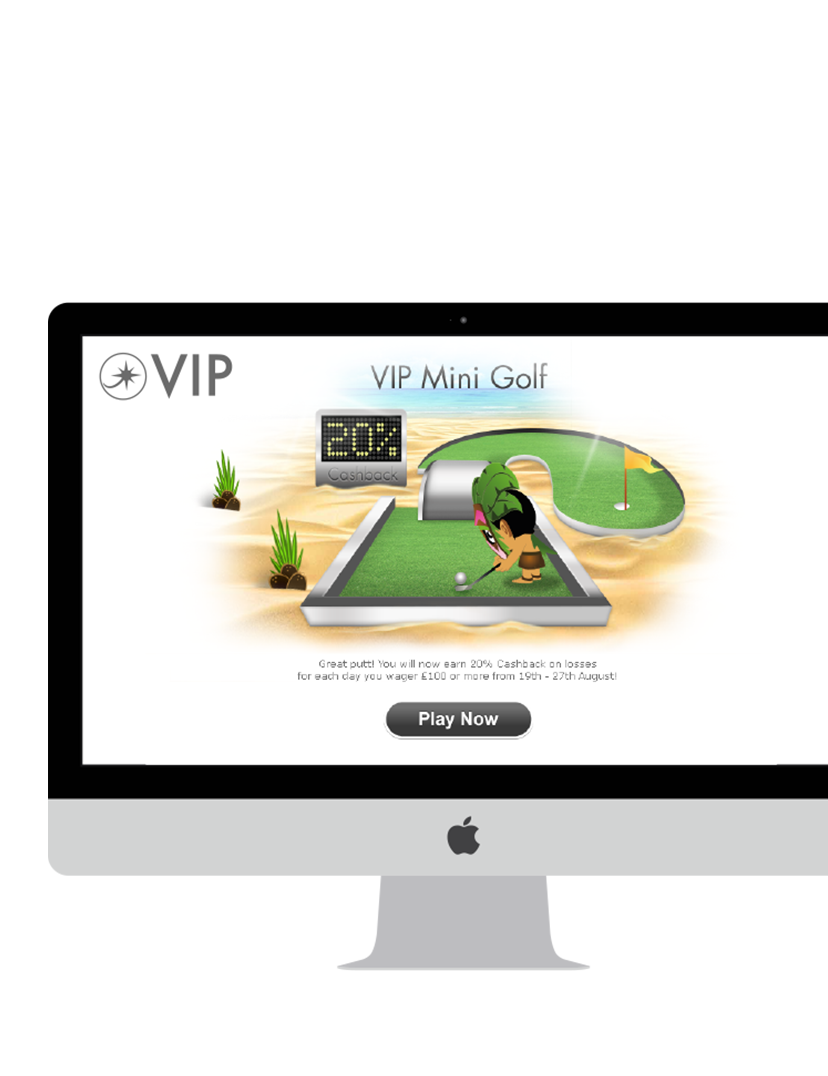 VIP
VIP Mini Golf
20%
Cashback
Great putt! You will now earn 20% Cashback on losses
for each day you wager £100 or more from 19th - 27th August!
Play Now